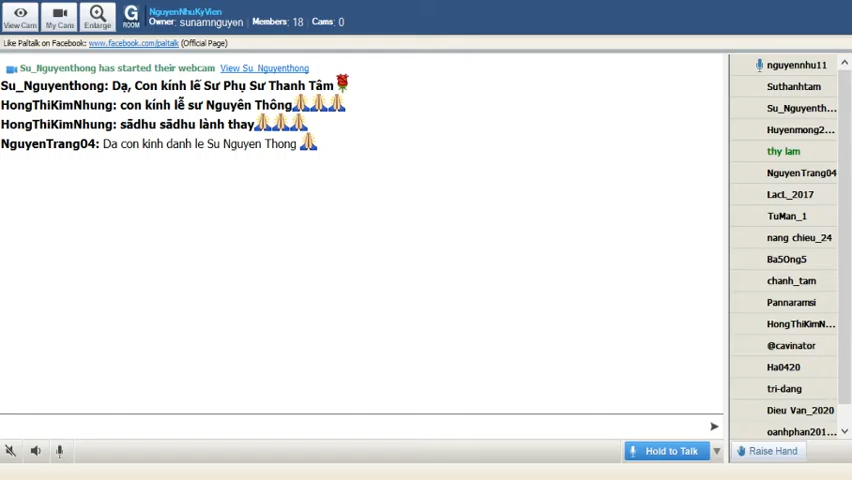 NguyenNhuKyVien
G
ROOM
Owner: sunamnguyen Members: 18 Cams: 0
View Cam
My Cam
Enlarge
Like Paltalk on Facebook: www.facebook.com/paltalk (Official Page)
Su_Nguyenthong has started their webcam View Su_Nguyenthong
Su_Nguyenthong: Dạ, Con kính lễ Sư Phụ Sư Thanh Tâm
HongThiKimNhung: con kính lễ sư Nguyên Thông
HongThiKimNhung: sādhu sādhu lành thay
NguyenTrang04: Da con kinh danh le Su Nguyen Thong
nguyennhu11
Suthanhtam
Su_Nguyenth...
Huyenmong2...
thy lam
NguyenTrang04
LacL_2017
TuMan_1
nang chieu_24
Ba5Ong5
chanh_tam
Pannaramsi
HongThiKimN...
@cavinator
Ha0420
tri-dang
Dieu Van_2020
oanhphan201...
Hold to Talk
Raise Hand